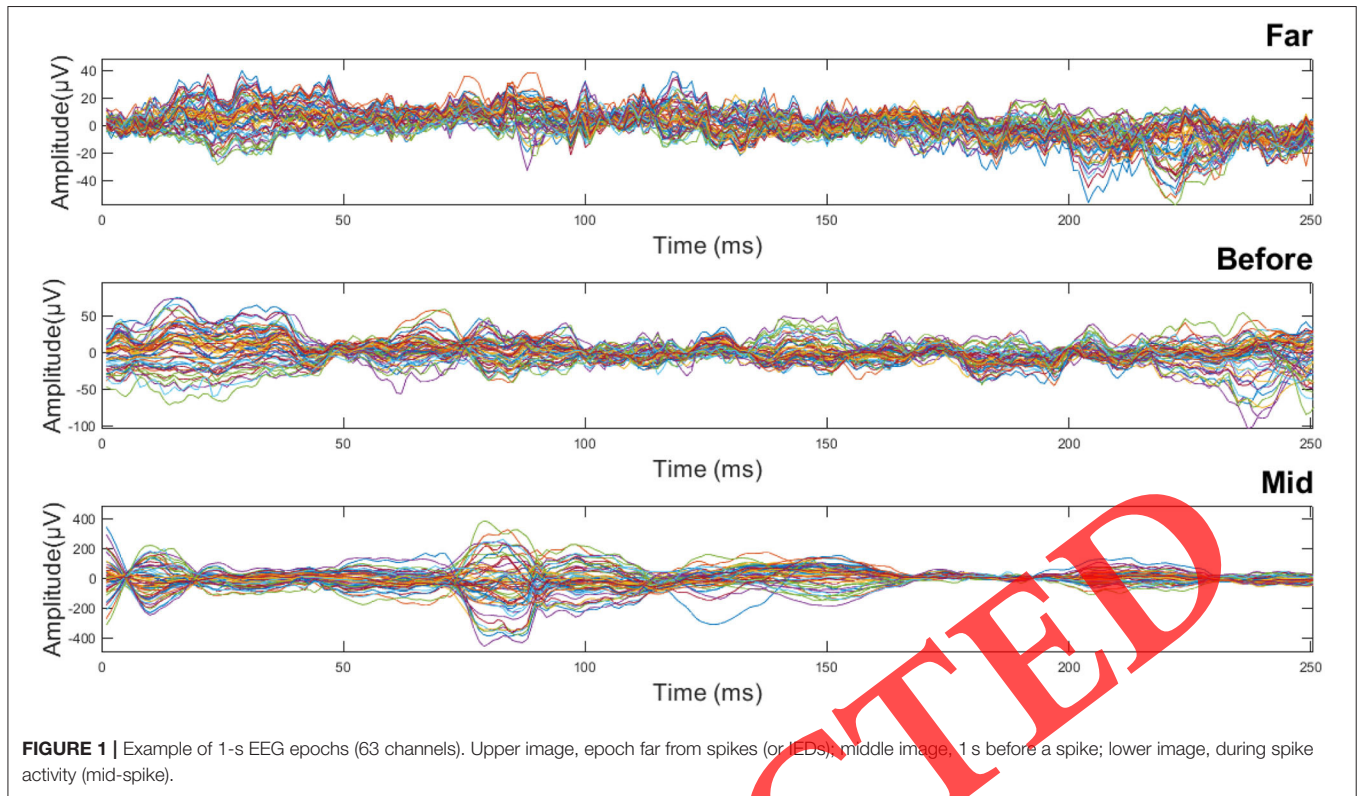 Far
Amplitude(µV)
40
20
0
-20
-40
0 50 100 150 200 250
Time (ms)
Before
Amplitude(µV)
50
0
-50
-100
0 50 100 150 200 250
Time (ms)
Mid
Amplitude(µV)
400
200
0
-200
-400
0 50 100 150 200 250
Time (ms)
CTED
FIGURE 1 | Example of 1-s EEG epochs (63 channels). Upper image, epoch far from spikes (or IEDs); middle image, 1 s before a spike; lower image, during spike
activity (mid-spike).